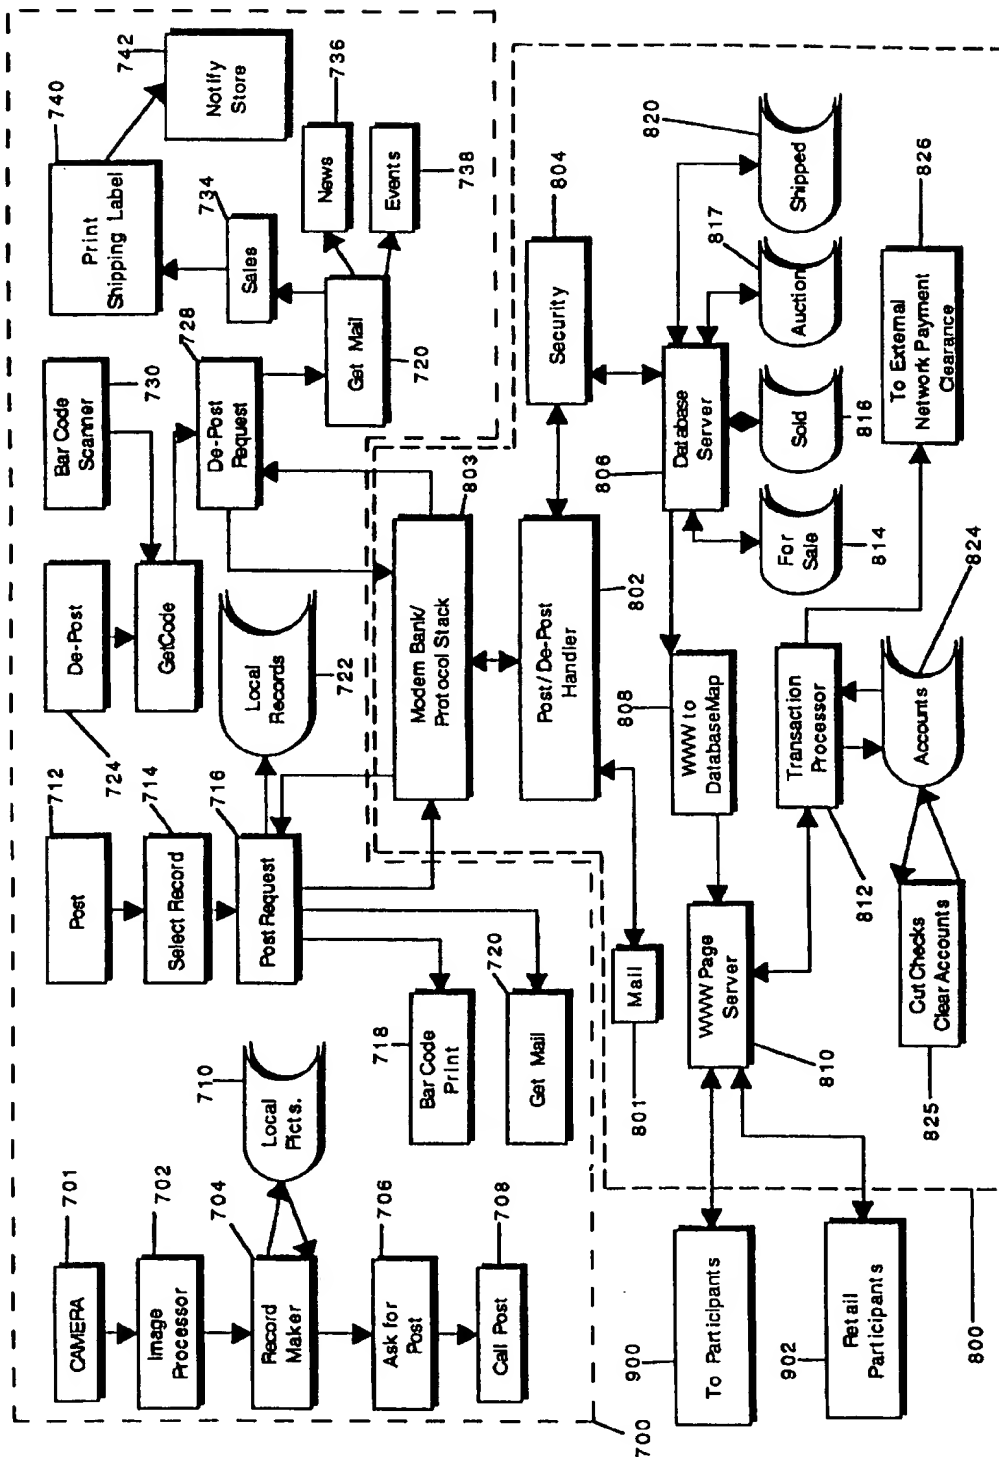 701
CAMERA
702
Image
Processor
704
Record
Maker
706
Ask for
Post
708
Call Post
710
Local
Picts.
712
Post
714
Select Record
716
Post Request
718
Bar Code
Print
720
Get Mail
Local
Records
722
De-Post
724
GetCode
Bar Code
Scanner
730
De-Post
Request
728
Get Mail
720
Sales
734
Print
Shipping Label
740
Notify
Store
742
News
736
Events
738
700
Modem Bank/
Protocol Stack
803
Post/De-Post
Handler
802
Mail
801
Security
804
Database
Server
806
WWW to
DatabaseMap
808
WWW Page
Server
810
Transaction
Processor
812
For
Sale
814
Sold
816
Auction
817
Shipped
820
Accounts
824
Cut Checks
Clear Accounts
825
To External
Network Payment
Clearance
826
900
To Participants
902
Retail
Participants
800